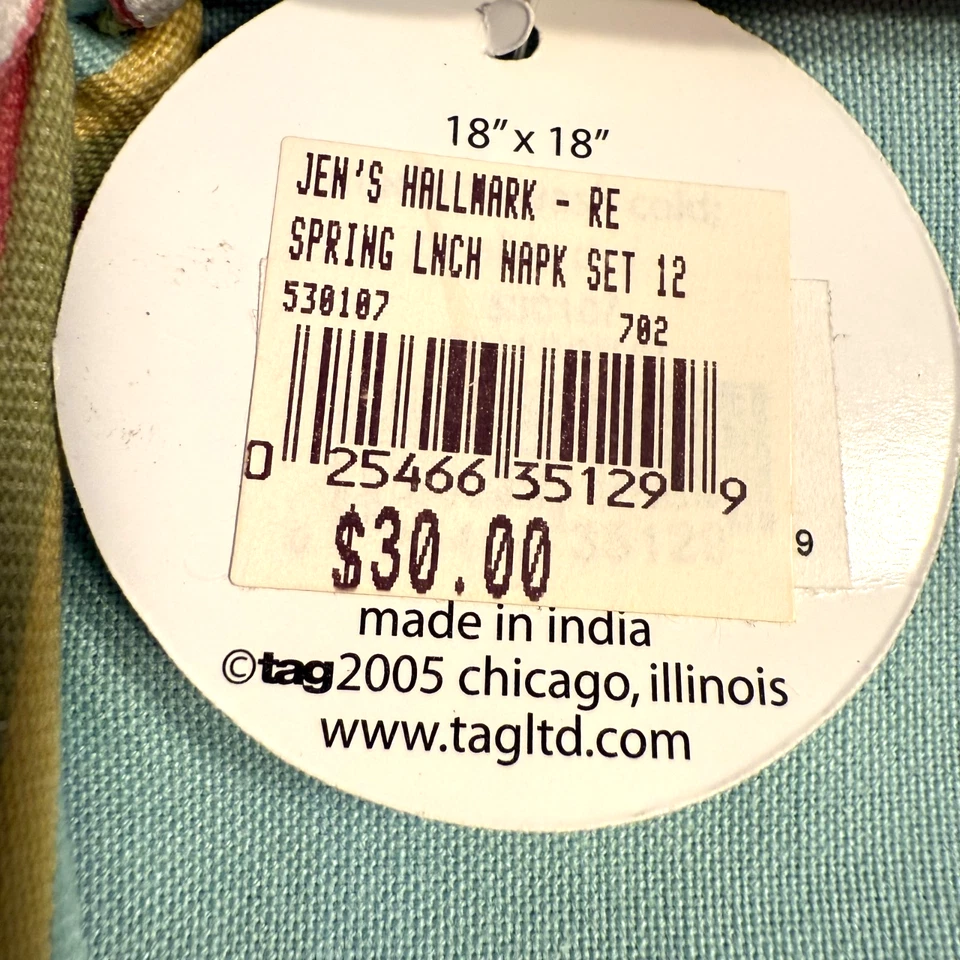 18" x 18"
JEN'S HALLMARK - RE
SPRING LNCH NAPK SET 12
530107 702
0 25466 35129 9
$30.00
9
made in india
©tag2005 chicago, illinois
www.tagltd.com